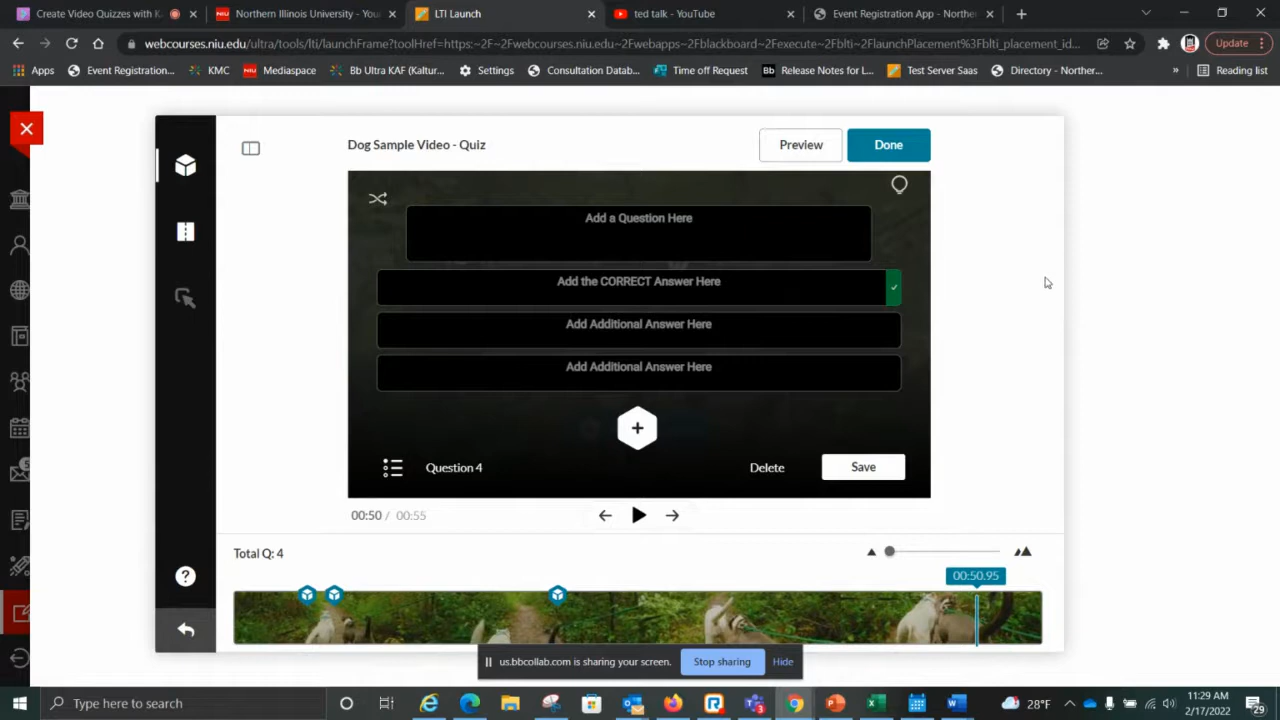 Create Video Quizzes with K
Northern Illinois University - You
LTI Launch
ted talk - YouTube
Event Registration App - Northe
webcourses.niu.edu/ultra/tools/lti/launchFrame?toolHref=https:~2F~2Fwebcourses.niu.edu~2Fwebapps~2Fblackboard~2Fexecute~2Fblti~2FlaunchPlacement%3Fblti_placement_id...
Update
Apps
Event Registration...
KMC
NIU
Mediaspace
Bb Ultra KAF (Kaltur...
Settings
Consultation Datab...
Time off Request
Bb
Release Notes for L...
Test Server Saas
Directory - Norther...
»
Reading list
Dog Sample Video - Quiz
Preview
Done
Add a Question Here
Add the CORRECT Answer Here
Add Additional Answer Here
Add Additional Answer Here
Question 4
Delete
Save
00:50 / 00:55
Total Q: 4
00:50.95
us.bbcollab.com is sharing your screen.
Stop sharing
Hide
Type here to search
28°F
11:29 AM
2/17/2022
29